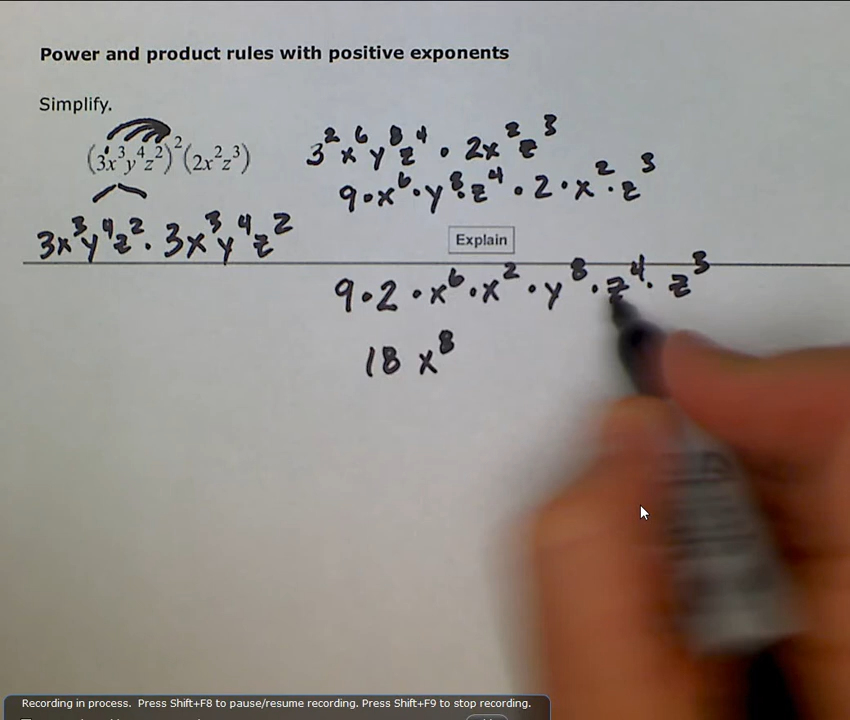 Power and product rules with positive exponents
Simplify.
(3x³y⁴z²)²(2x²z³)
3x³y⁴z² · 3x³y⁴z²
3²x⁶y⁸z⁴ · 2x²z³
9·x⁶·y⁸·z⁴·2·x²·z³
Explain
9·2·x⁶·x²·y⁸·z⁴·z³
18 x⁸
Recording in process. Press Shift+F8 to pause/resume recording. Press Shift+F9 to stop recording.